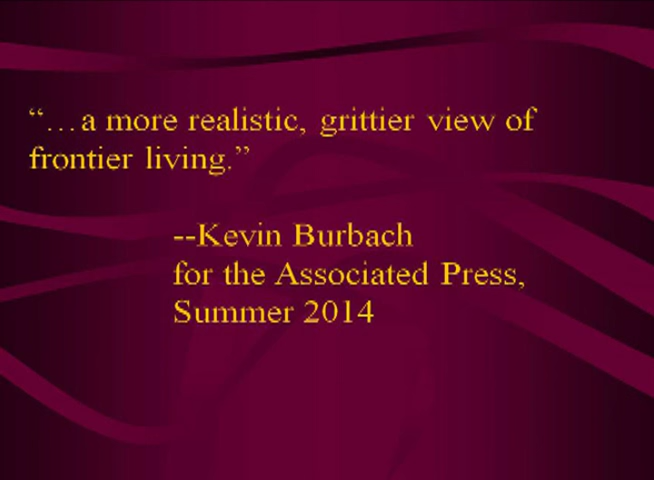 “…a more realistic, grittier view of
frontier living.”
--Kevin Burbach
for the Associated Press,
Summer 2014